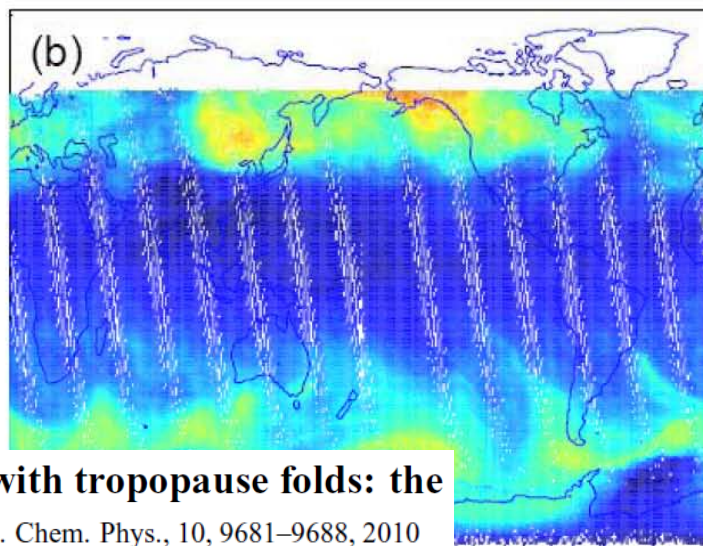 (b)
with tropopause folds: the
. Chem. Phys., 10, 9681–9688, 2010